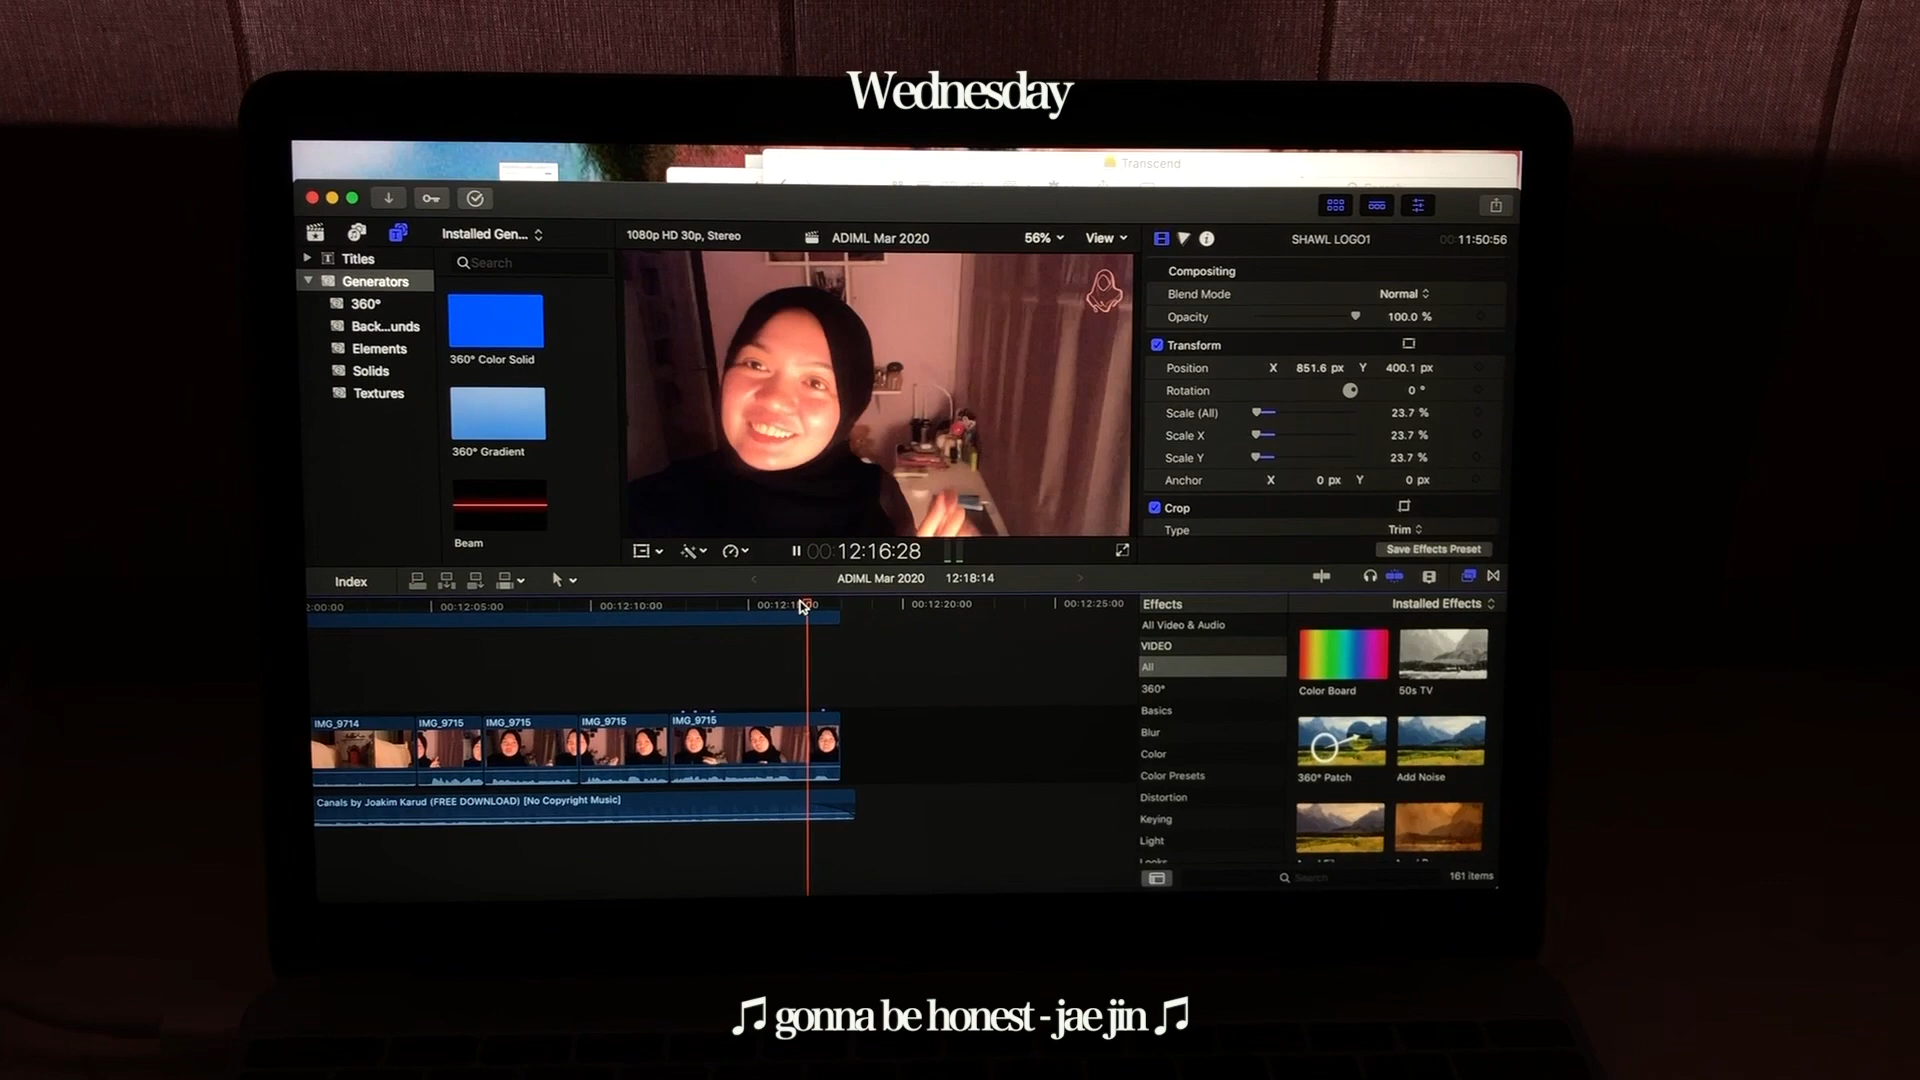 Wednesday
Transcend
Installed Gen...
1080p HD 30p, Stereo
ADIML Mar 2020
56%
View
SHAWL LOGO1
00:11:50:56
Titles
Search
Generators
360°
Back...unds
Elements
Solids
Textures
360° Color Solid
360° Gradient
Beam
Compositing
Blend Mode
Normal
Opacity
100.0 %
Transform
Position X 851.6 px Y 400.1 px
Rotation 0 °
Scale (All) 23.7 %
Scale X 23.7 %
Scale Y 23.7 %
Anchor X 0 px Y 0 px
Crop
Type Trim
Save Effects Preset
00:12:16:28
Index
ADIML Mar 2020 12:18:14
2:00:00
00:12:05:00
00:12:10:00
00:12:20:00
00:12:25:00
IMG_9714
IMG_9715
IMG_9715
IMG_9715
IMG_9715
Canals by Joakim Karud (FREE DOWNLOAD) [No Copyright Music]
Effects
Installed Effects
All Video & Audio
VIDEO
All
360°
Basics
Blur
Color
Color Presets
Distortion
Keying
Light
Looks
Color Board
50s TV
360° Patch
Add Noise
Search
161 items
gonna be honest - jae jin